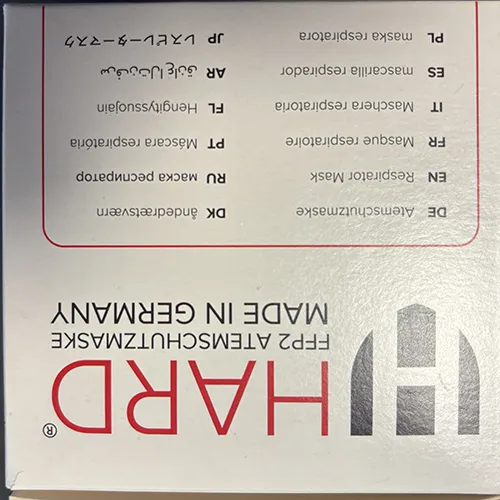 H HARD®
FFP2 ATEMSCHUTZMASKE
MADE IN GERMANY
DE Atemschutzmaske
EN Respirator Mask
FR Masque respiratoire
IT Maschera respiratoria
ES mascarilla respirador
PL maska respiratora
DK åndedrætsværn
RU маска респиратор
PT Máscara respiratória
FL Hengityssuojain
AR
JP レスピレーターマスク